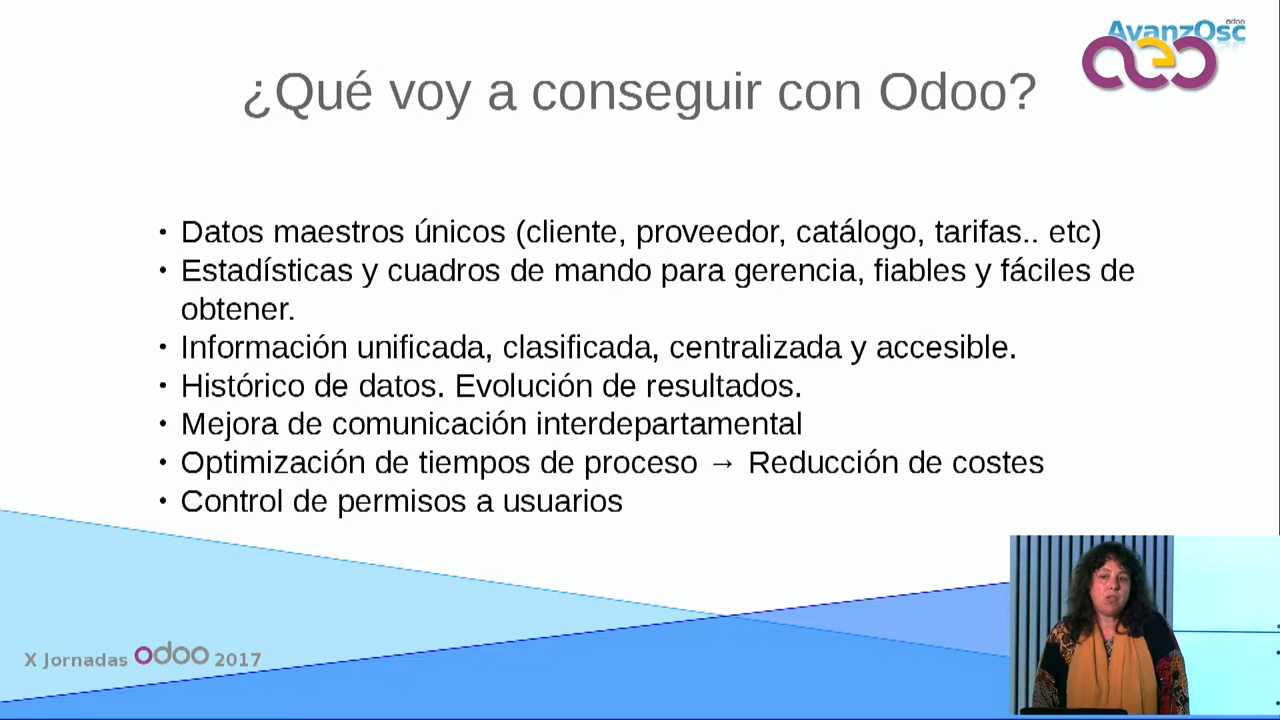 odoo
AvanzOsc
aeo
¿Qué voy a conseguir con Odoo?
• Datos maestros únicos (cliente, proveedor, catálogo, tarifas.. etc)
• Estadísticas y cuadros de mando para gerencia, fiables y fáciles de
obtener.
• Información unificada, clasificada, centralizada y accesible.
• Histórico de datos. Evolución de resultados.
• Mejora de comunicación interdepartamental
• Optimización de tiempos de proceso → Reducción de costes
• Control de permisos a usuarios
X Jornadas odoo 2017